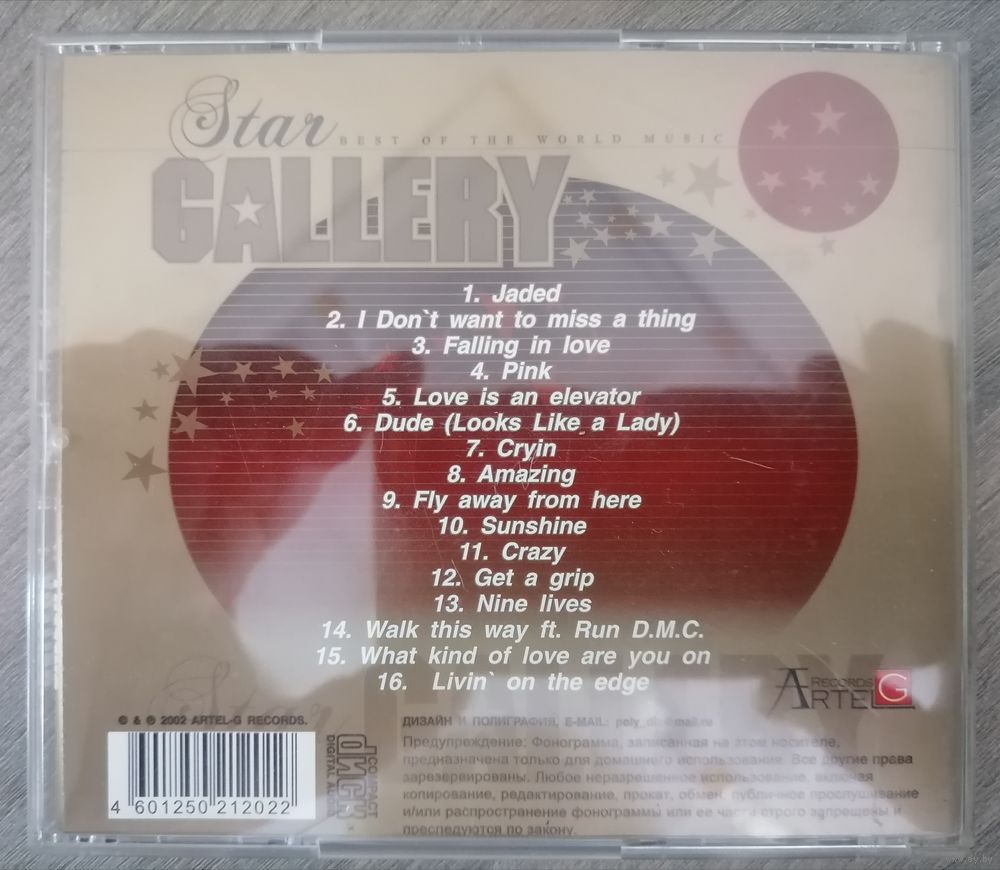 Star
BEST OF THE WORLD MUSIC
GALLERY
1. Jaded
2. I Don`t want to miss a thing
3. Falling in love
4. Pink
5. Love is an elevator
6. Dude (Looks Like a Lady)
7. Cryin
8. Amazing
9. Fly away from here
10. Sunshine
11. Crazy
12. Get a grip
13. Nine lives
14. Walk this way ft. Run D.M.C.
15. What kind of love are you on
16. Livin` on the edge
ARTEL RECORDS G
© & ℗ 2002 ARTEL-G RECORDS.
4 601250 212022
COMPACT
disc
DIGITAL AUDIO
ДИЗАЙН И ПОЛИГРАФИЯ. E-MAIL:
Предупреждение: Фонограмма, записанная на этом носителе,
предназначена только для домашнего использования. Все другие права
зарезервированы. Любое неразрешенное использование, включая
копирование, редактирование, прокат, обмен, публичное прослушивание
и/или распространение фонограммы или ее части строго запрещены и
преследуются по закону.
www.ay.by